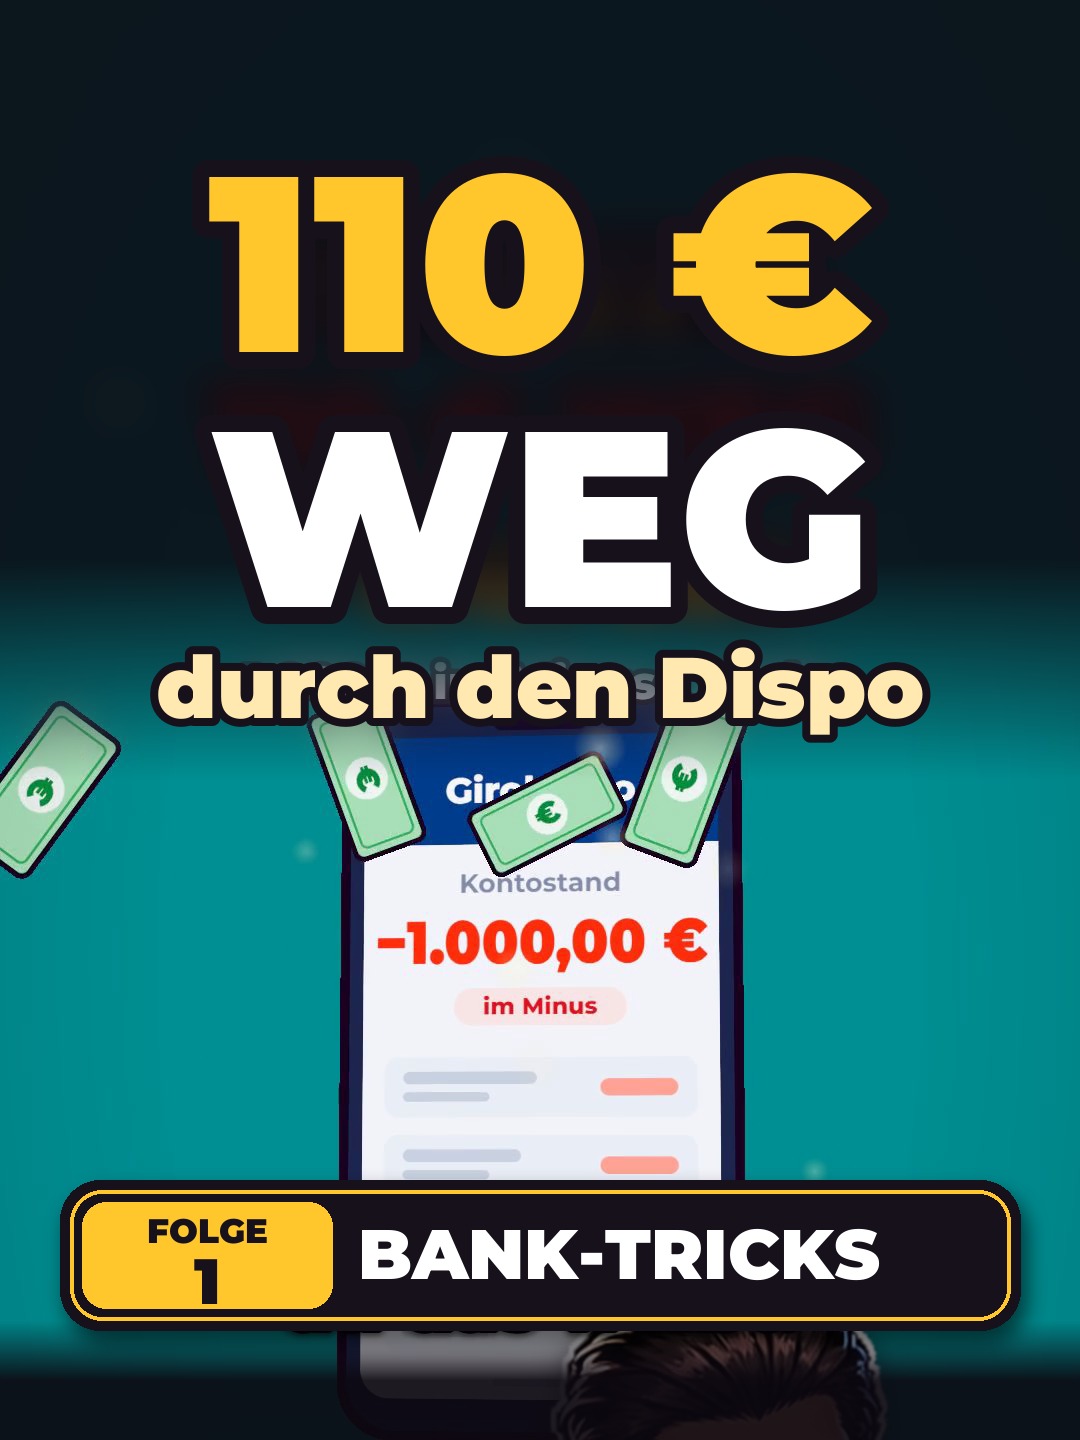 110 €
WEG
durch den Dispo
Kontostand
-1.000,00 €
im Minus
FOLGE
1
BANK-TRICKS